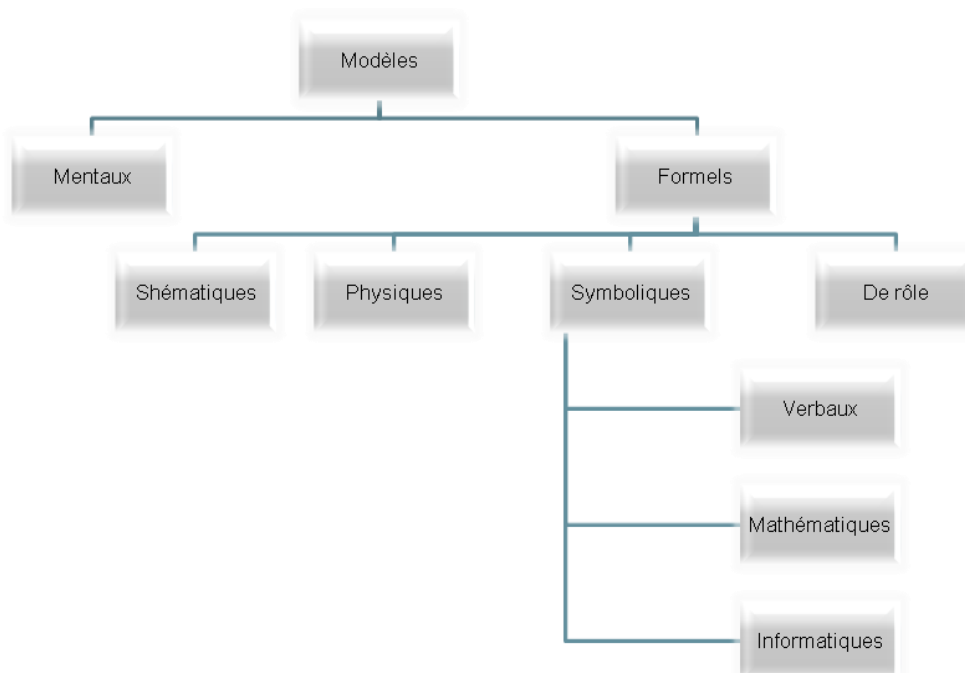 Modèles
Mentaux
Formels
Shématiques
Physiques
Symboliques
De rôle
Verbaux
Mathématiques
Informatiques